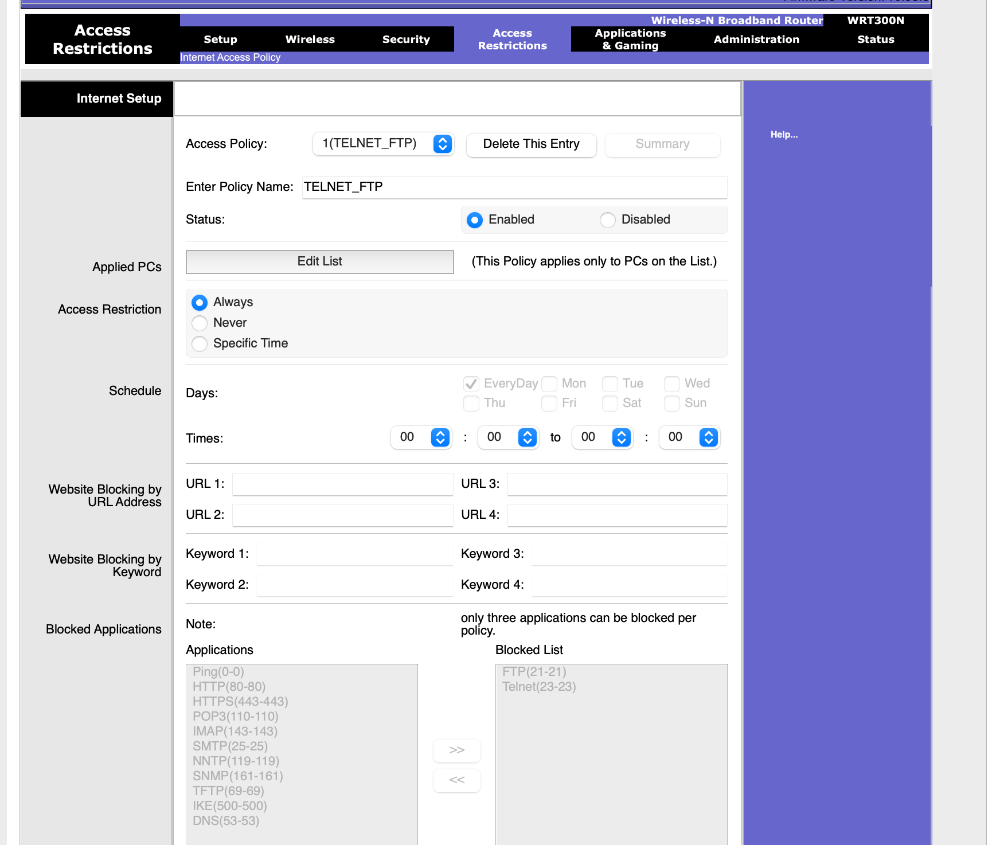 Firmware Version: v0.93.3
Access
Restrictions
Wireless-N Broadband Router
WRT300N
Setup
Wireless
Security
Access
Restrictions
Applications
& Gaming
Administration
Status
Internet Access Policy
Internet Setup
Help...
Access Policy:
1(TELNET_FTP)
Delete This Entry
Summary
Enter Policy Name:
TELNET_FTP
Status:
Enabled
Disabled
Applied PCs
Edit List
(This Policy applies only to PCs on the List.)
Access Restriction
Always
Never
Specific Time
Schedule
Days:
EveryDay
Mon
Tue
Wed
Thu
Fri
Sat
Sun
Times:
00
:
00
to
00
:
00
Website Blocking by
URL Address
URL 1:
URL 3:
URL 2:
URL 4:
Website Blocking by
Keyword
Keyword 1:
Keyword 3:
Keyword 2:
Keyword 4:
Blocked Applications
Note:
only three applications can be blocked per
policy.
Applications
Blocked List
Ping(0-0)
HTTP(80-80)
HTTPS(443-443)
POP3(110-110)
IMAP(143-143)
SMTP(25-25)
NNTP(119-119)
SNMP(161-161)
TFTP(69-69)
IKE(500-500)
DNS(53-53)
>>
<<
FTP(21-21)
Telnet(23-23)